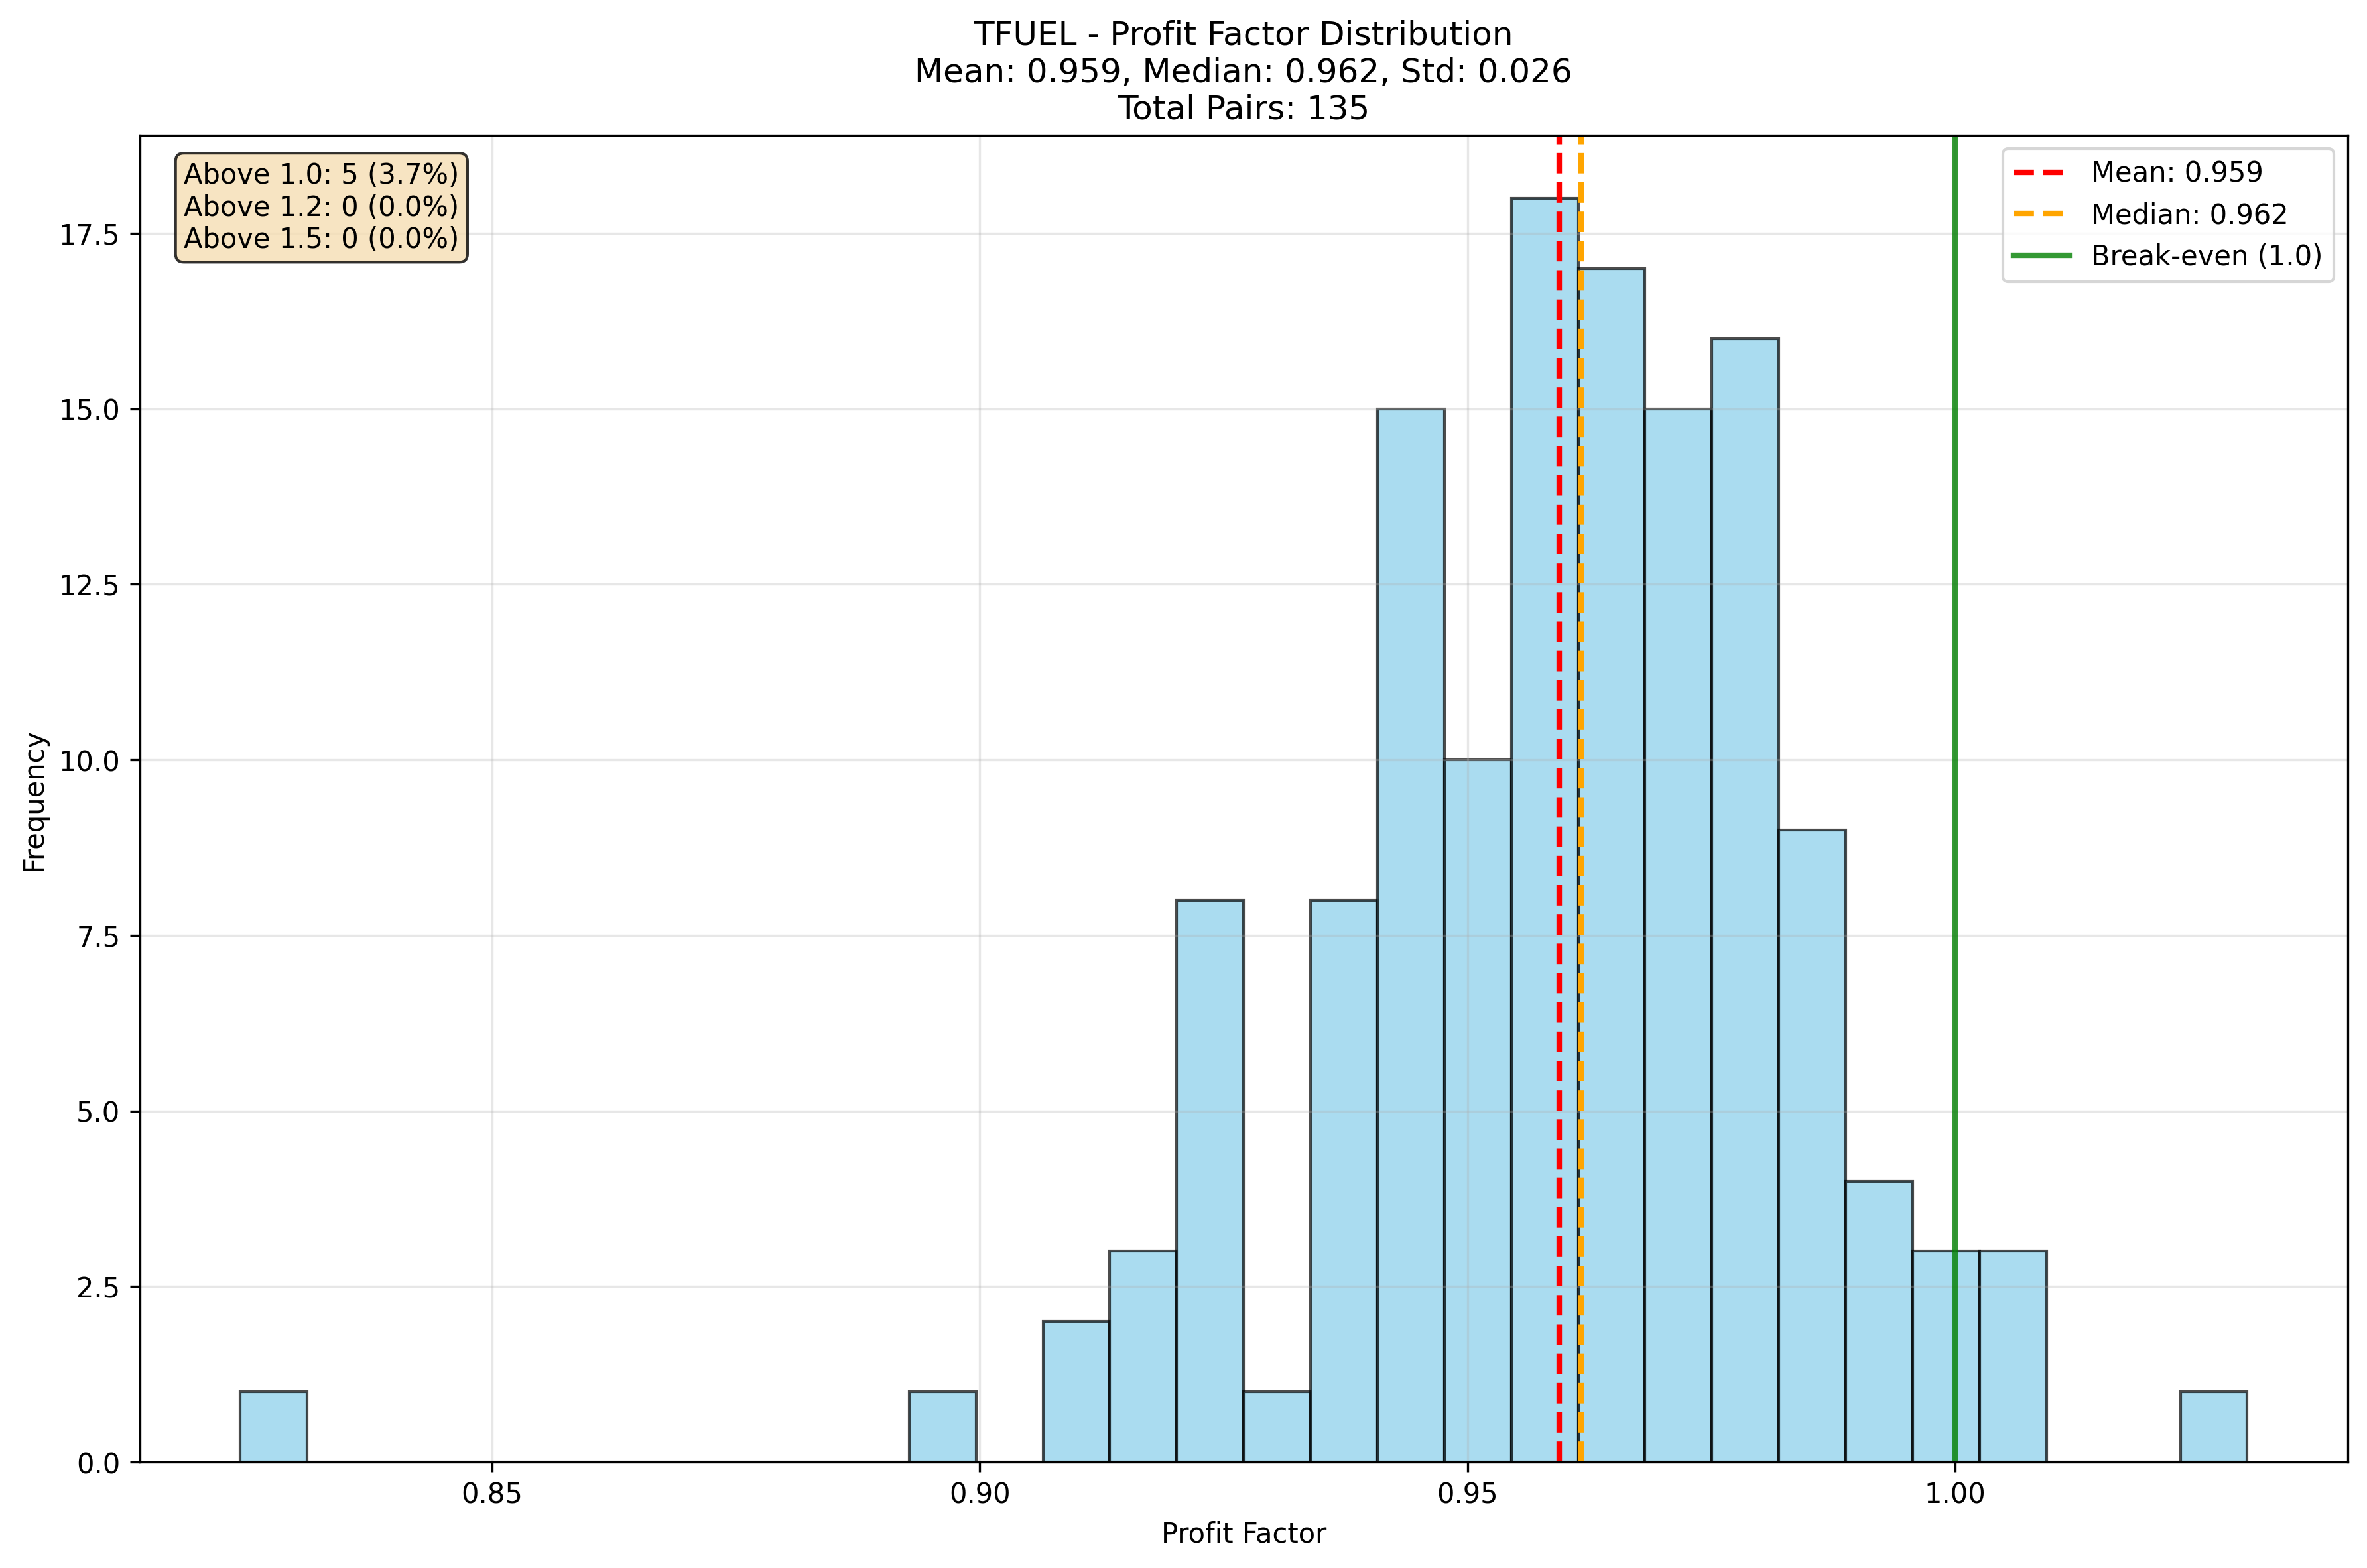 TFUEL - Profit Factor Distribution
Mean: 0.959, Median: 0.962, Std: 0.026
Total Pairs: 135
Above 1.0: 5 (3.7%)
Above 1.2: 0 (0.0%)
Above 1.5: 0 (0.0%)
Mean: 0.959
Median: 0.962
Break-even (1.0)
17.5
15.0
12.5
10.0
7.5
5.0
2.5
0.0
Frequency
0.85
0.90
0.95
1.00
Profit Factor